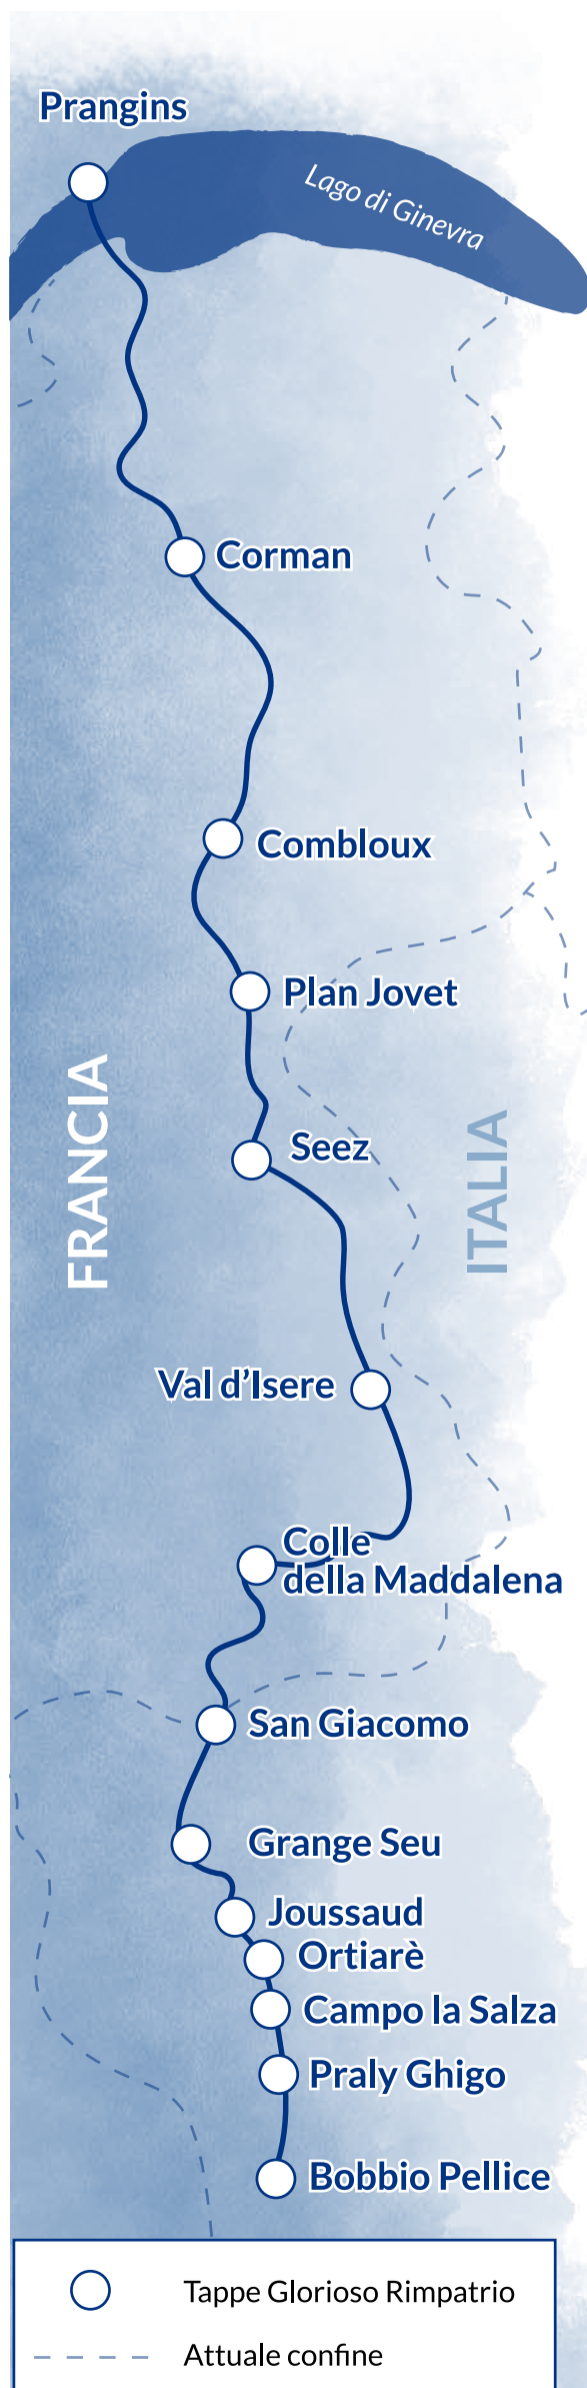 Prangins
Lago di Ginevra
Corman
Combloux
Plan Jovet
FRANCIA
Seez
ITALIA
Val d’Isere
Colle
della Maddalena
San Giacomo
Grange Seu
Joussaud
Ortiarè
Campo la Salza
Praly Ghigo
Bobbio Pellice
Tappe Glorioso Rimpatrio
Attuale confine